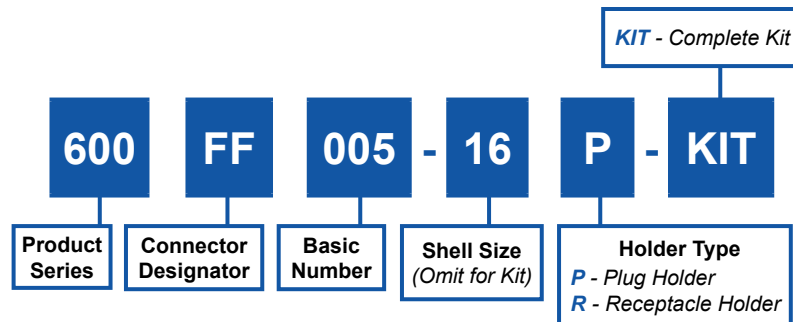 KIT - Complete Kit
600 FF 005 - 16 P - KIT
Product
Series
Connector
Designator
Basic
Number
Shell Size
(Omit for Kit)
Holder Type
P - Plug Holder
R - Receptacle Holder